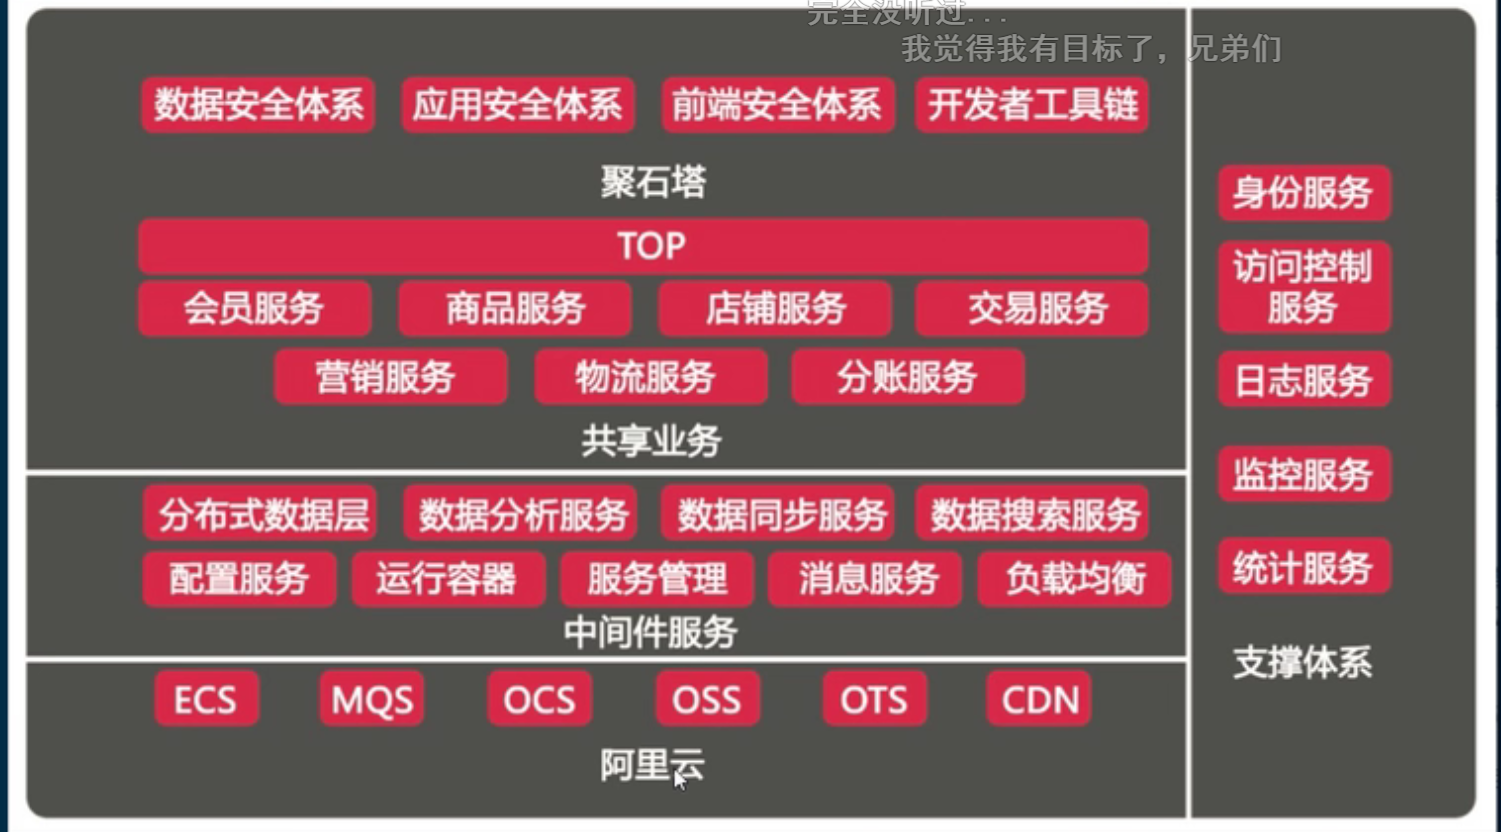 完全没听过...
我觉得我有目标了，兄弟们
数据安全体系 应用安全体系 前端安全体系 开发者工具链
聚石塔
TOP
会员服务 商品服务 店铺服务 交易服务
营销服务 物流服务 分账服务
共享业务
分布式数据层 数据分析服务 数据同步服务 数据搜索服务
配置服务 运行容器 服务管理 消息服务 负载均衡
中间件服务
ECS MQS OCS OSS OTS CDN
阿里云
身份服务
访问控制
服务
日志服务
监控服务
统计服务
支撑体系